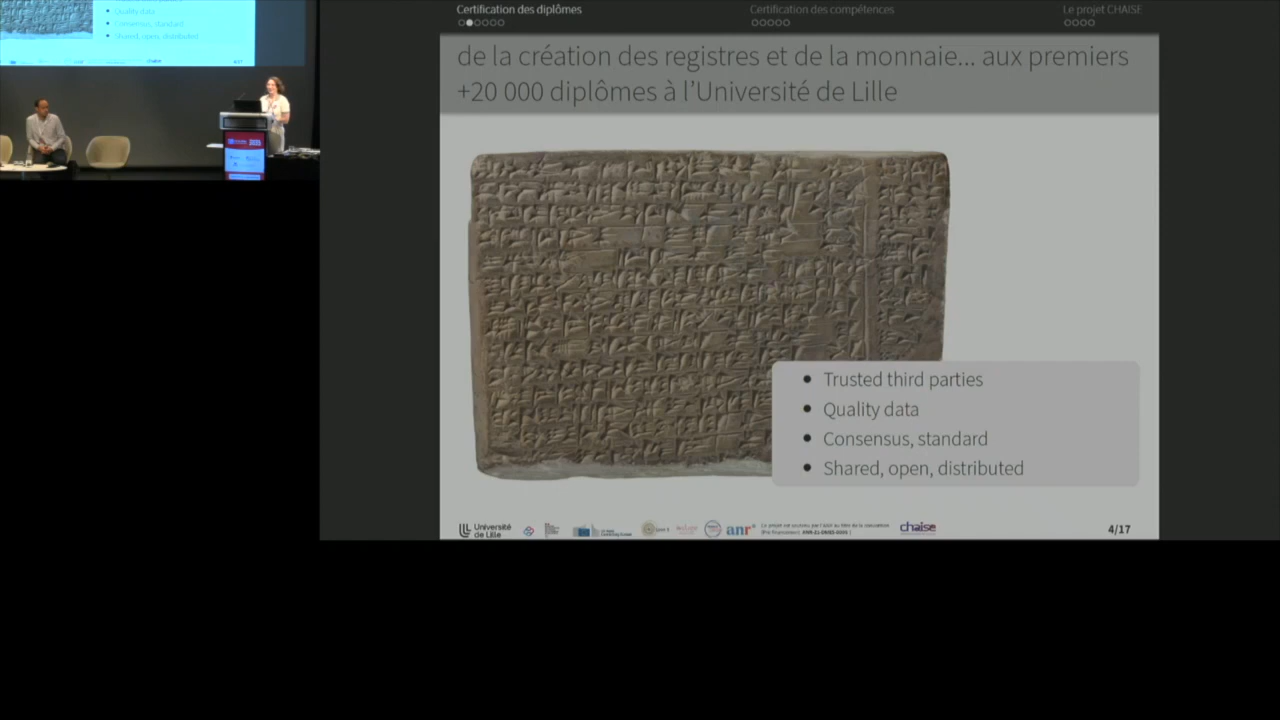 Certification des diplômes
Certification des compétences
Le projet CHAISE
de la création des registres et de la monnaie... aux premiers
+20 000 diplômes à l'Université de Lille
• Trusted third parties
• Quality data
• Consensus, standard
• Shared, open, distributed
Université
de Lille
anr
chaise
4/17
Quality data
Consensus, standard
Shared, open, distributed